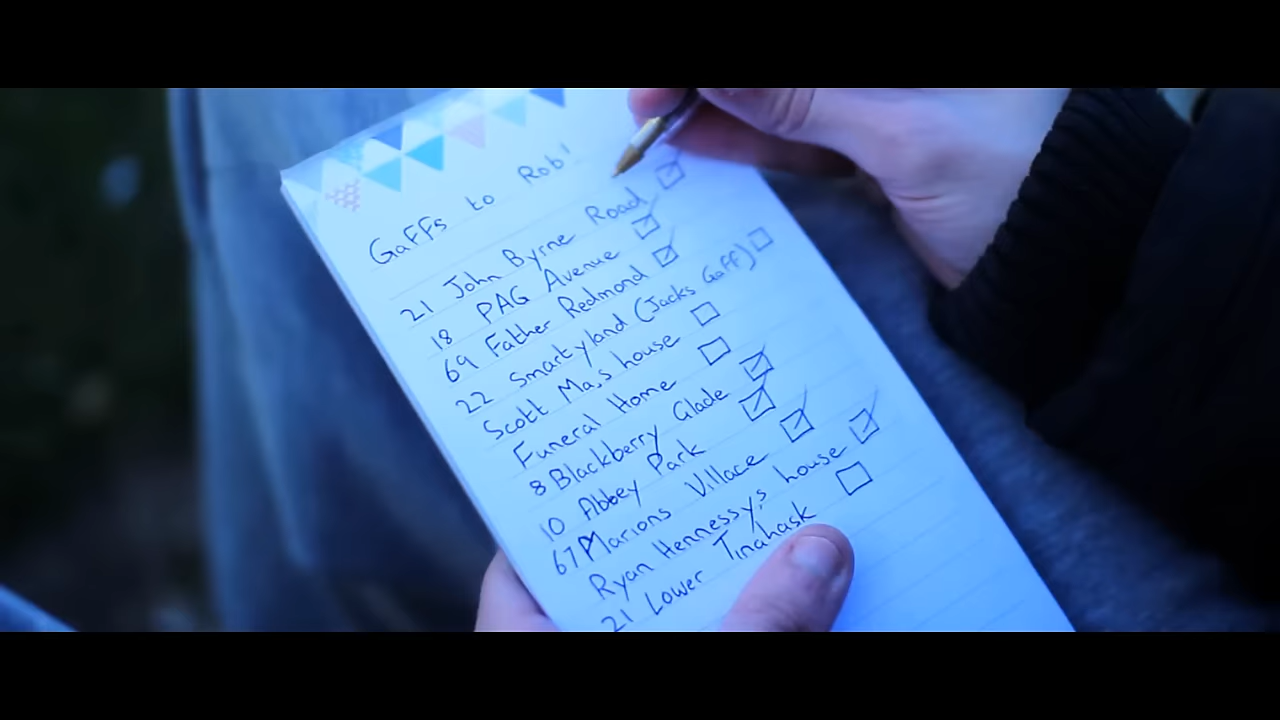 Gaffs to Rob!
21 John Byrne Road
18 PAG Avenue
69 Father Redmond
22 Smartyland (Jacks Gaff)
Scott Ma,s house
Funeral Home
8 Blackberry Glade
10 Abbey Park
67 Marions Village
Ryan Hennessy,s house
21 Lower Tinahask